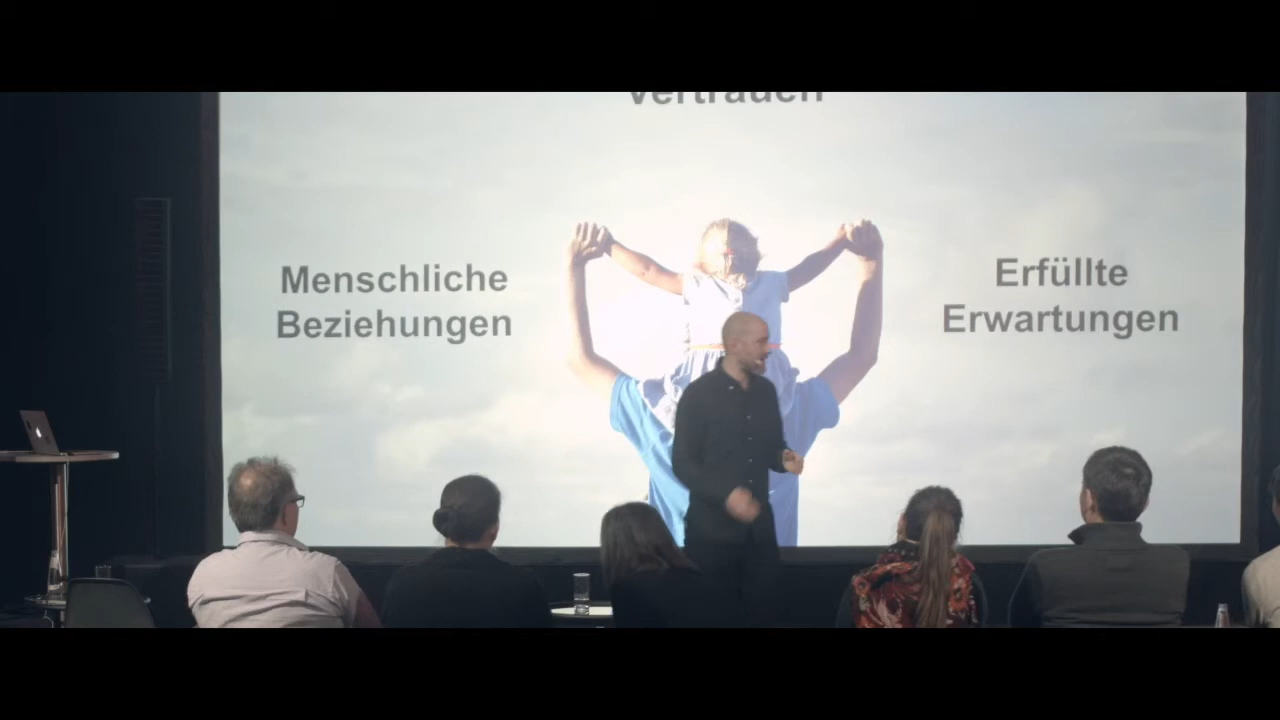 Vertrauen
Menschliche
Beziehungen
Erfüllte
Erwartungen